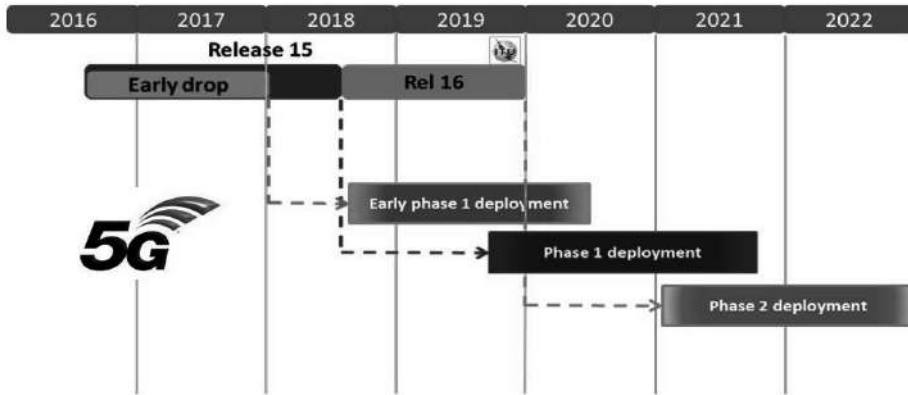 2016 2017 2018 2019 2020 2021 2022
Release 15
ITU
Early drop Rel 16
Early phase 1 deployment
5G
Phase 1 deployment
Phase 2 deployment